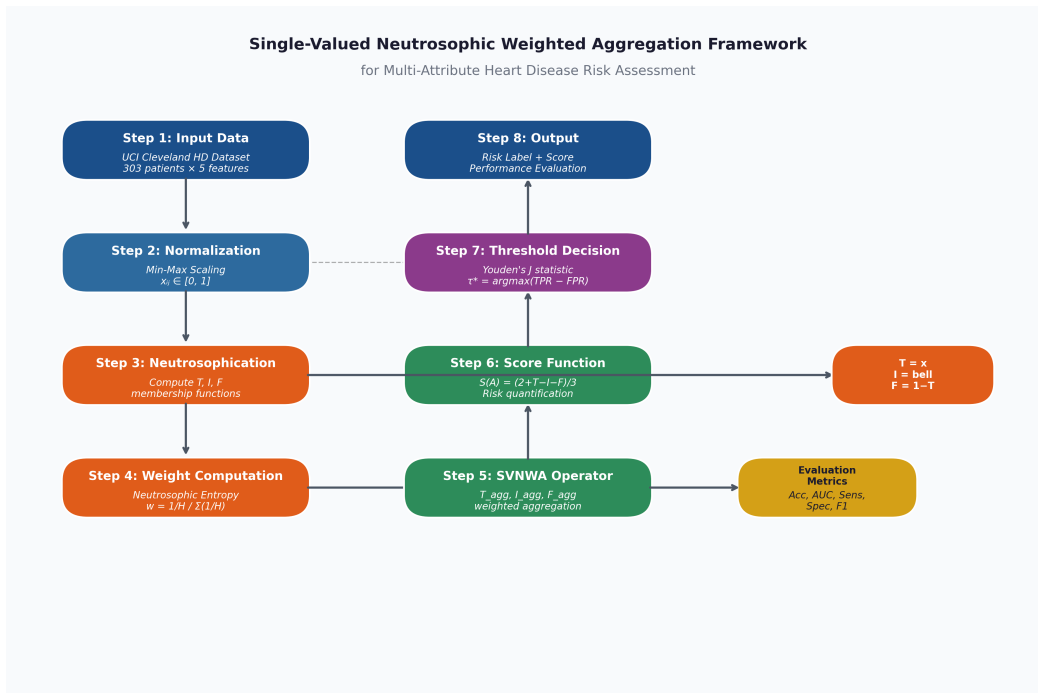 Single-Valued Neutrosophic Weighted Aggregation Framework
for Multi-Attribute Heart Disease Risk Assessment
Step 1: Input Data
UCI Cleveland HD Dataset
303 patients × 5 features
Step 2: Normalization
Min-Max Scaling
xᵢⱼ ∈ [0, 1]
Step 3: Neutrosophication
Compute T, I, F
membership functions
Step 4: Weight Computation
Neutrosophic Entropy
w = 1/H / Σ(1/H)
Step 5: SVNWA Operator
T_agg, I_agg, F_agg
weighted aggregation
Step 6: Score Function
S(A) = (2+T−I−F)/3
Risk quantification
Step 7: Threshold Decision
Youden's J statistic
τ* = argmax(TPR − FPR)
Step 8: Output
Risk Label + Score
Performance Evaluation
T = x
I = bell
F = 1−T
Evaluation
Metrics
Acc, AUC, Sens,
Spec, F1